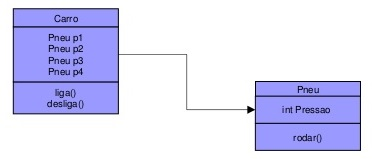 Carro
Pneu p1
Pneu p2
Pneu p3
Pneu p4
liga()
desliga()
Pneu
int Pressao
rodar()